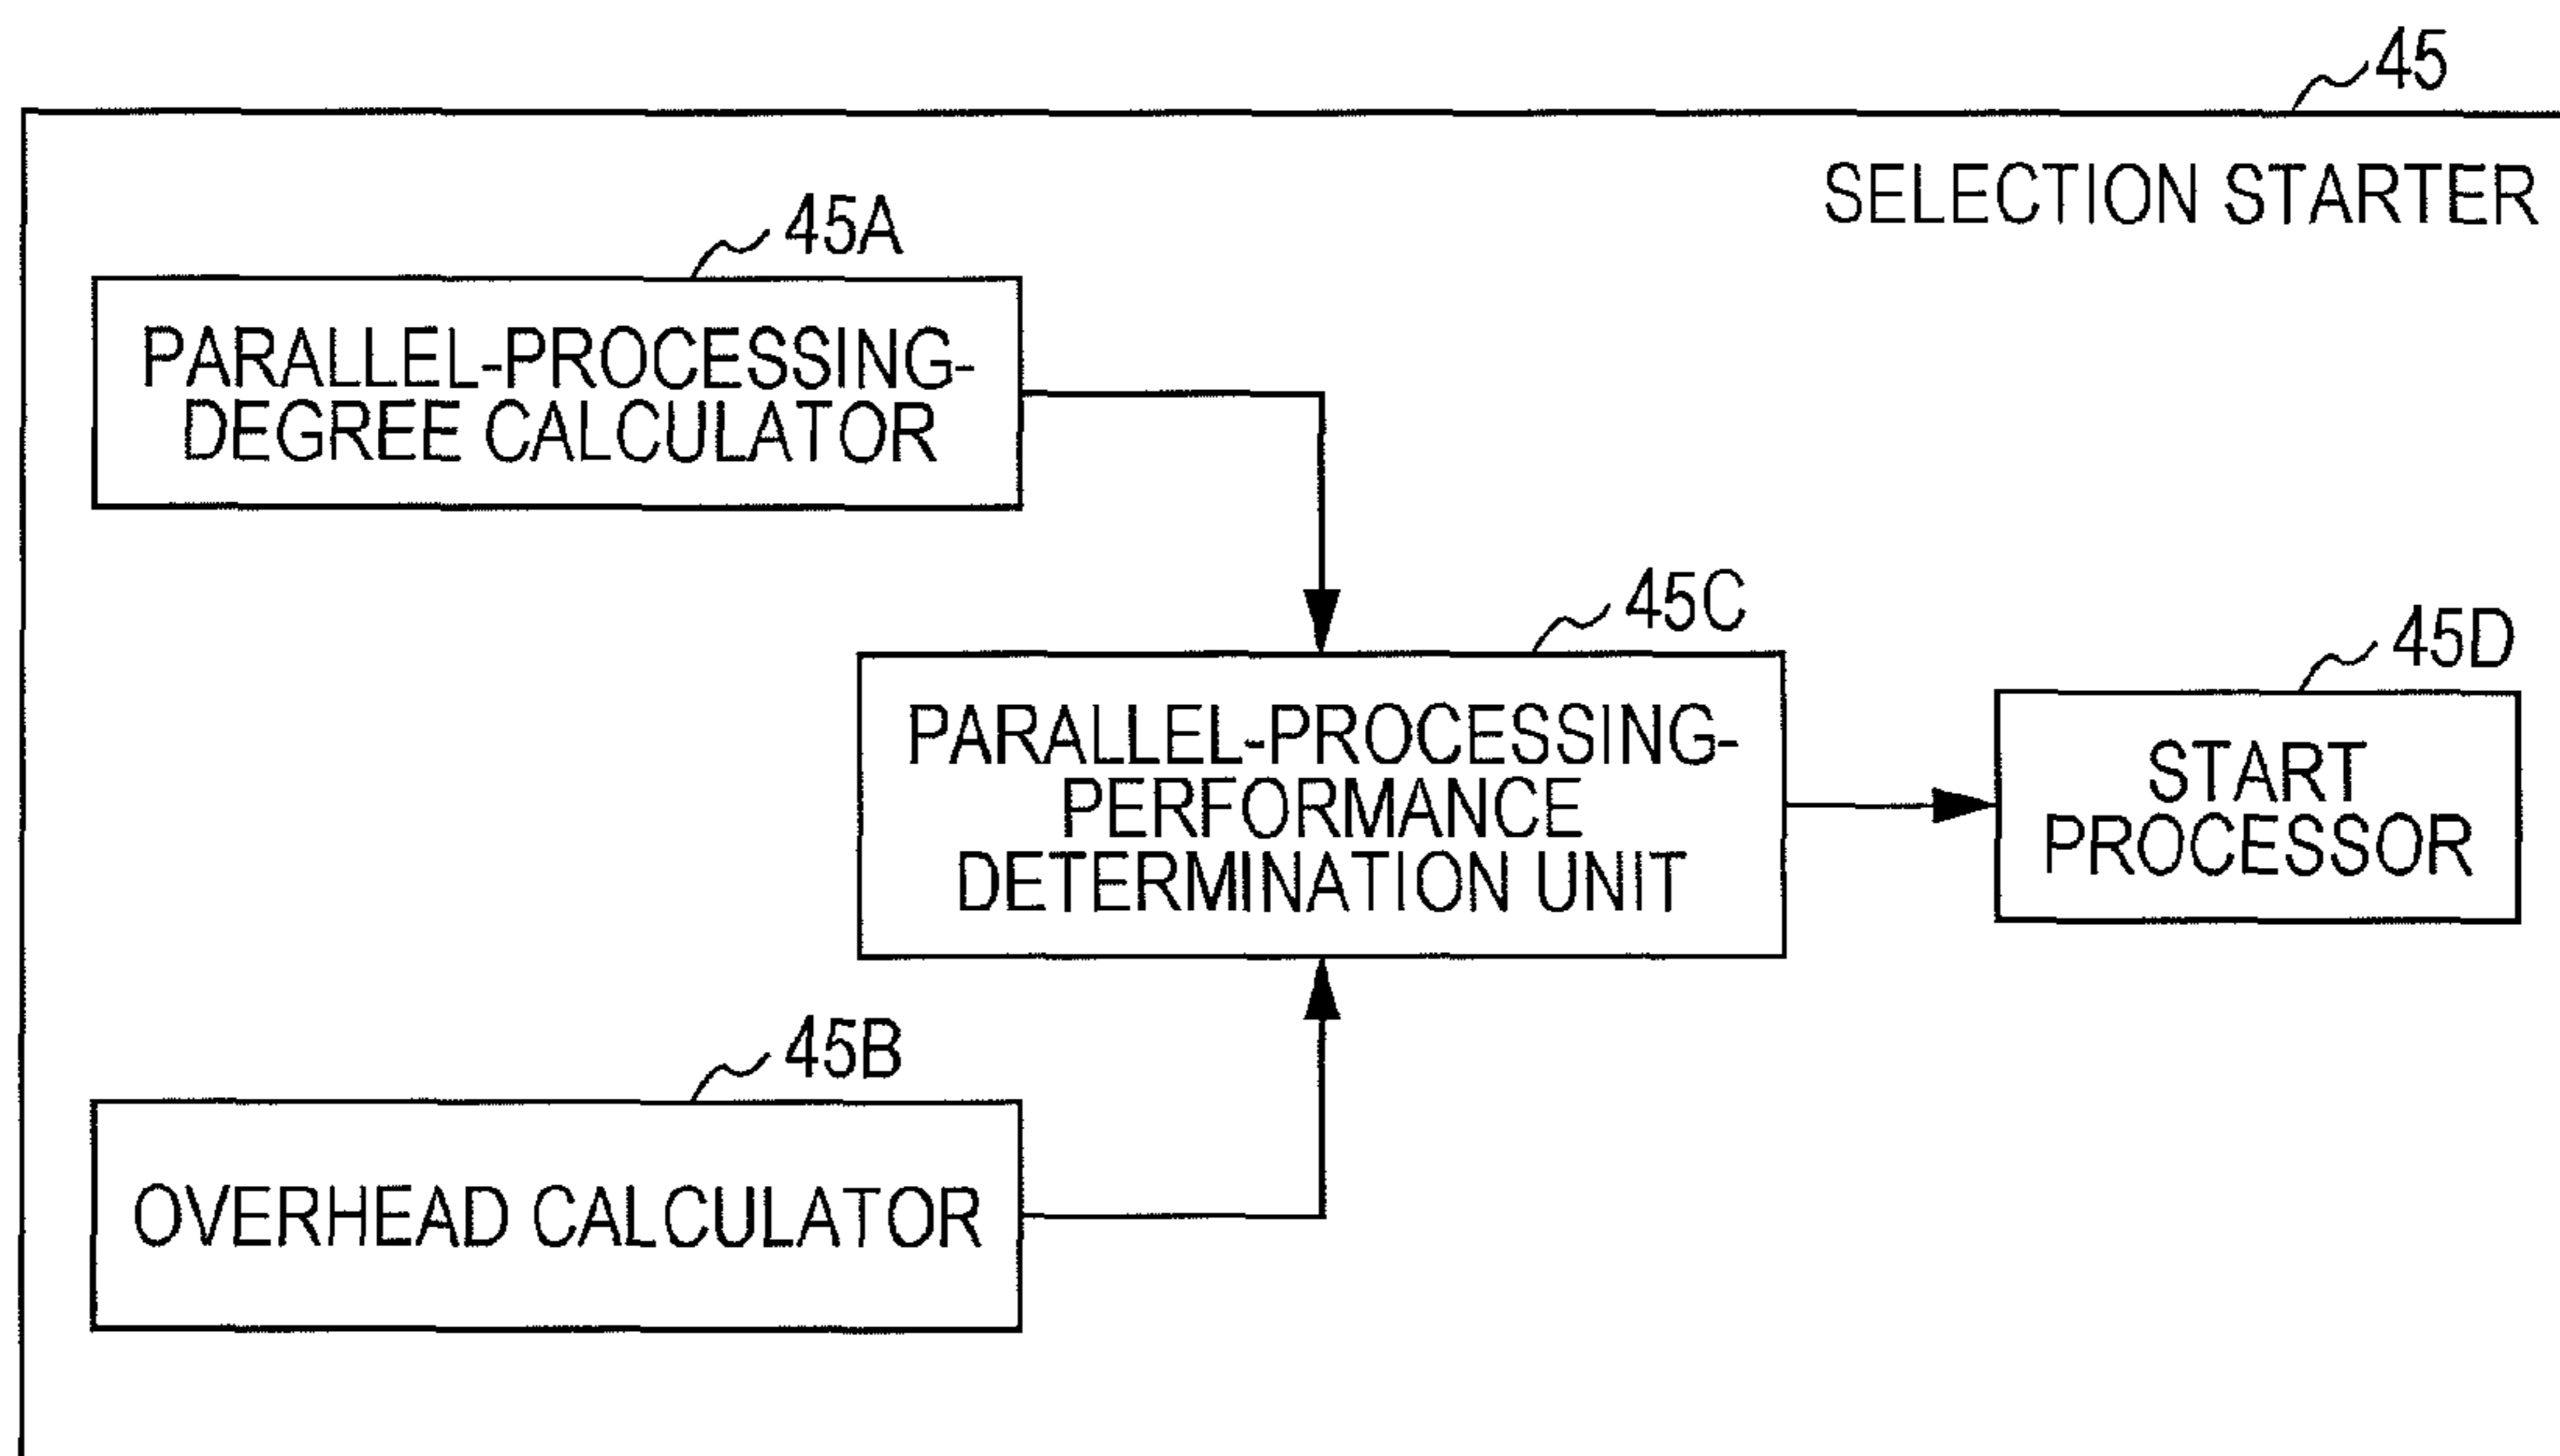 45
SELECTION STARTER
45A
PARALLEL-PROCESSING-
DEGREE CALCULATOR
45C
PARALLEL-PROCESSING-
PERFORMANCE
DETERMINATION UNIT
45D
START
PROCESSOR
45B
OVERHEAD CALCULATOR